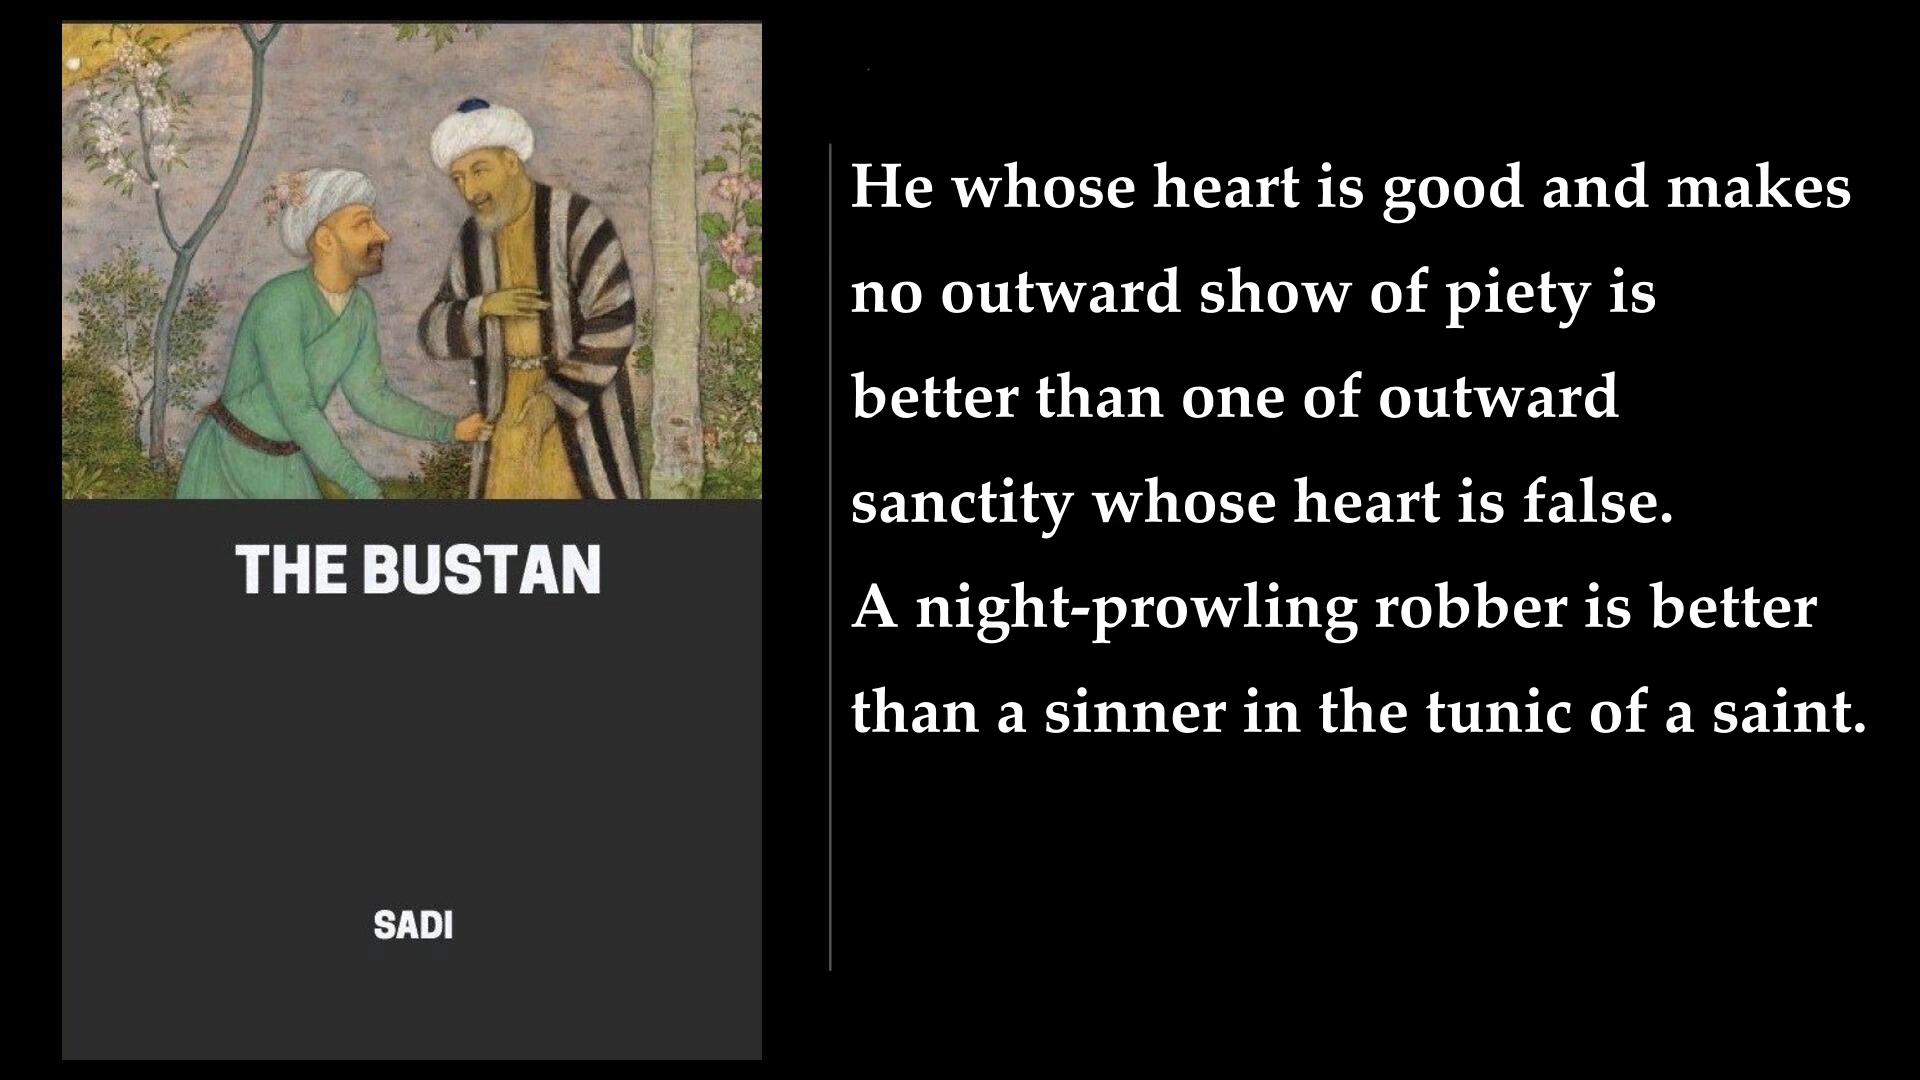 THE BUSTAN
SADI
He whose heart is good and makes
no outward show of piety is
better than one of outward
sanctity whose heart is false.
A night-prowling robber is better
than a sinner in the tunic of a saint.